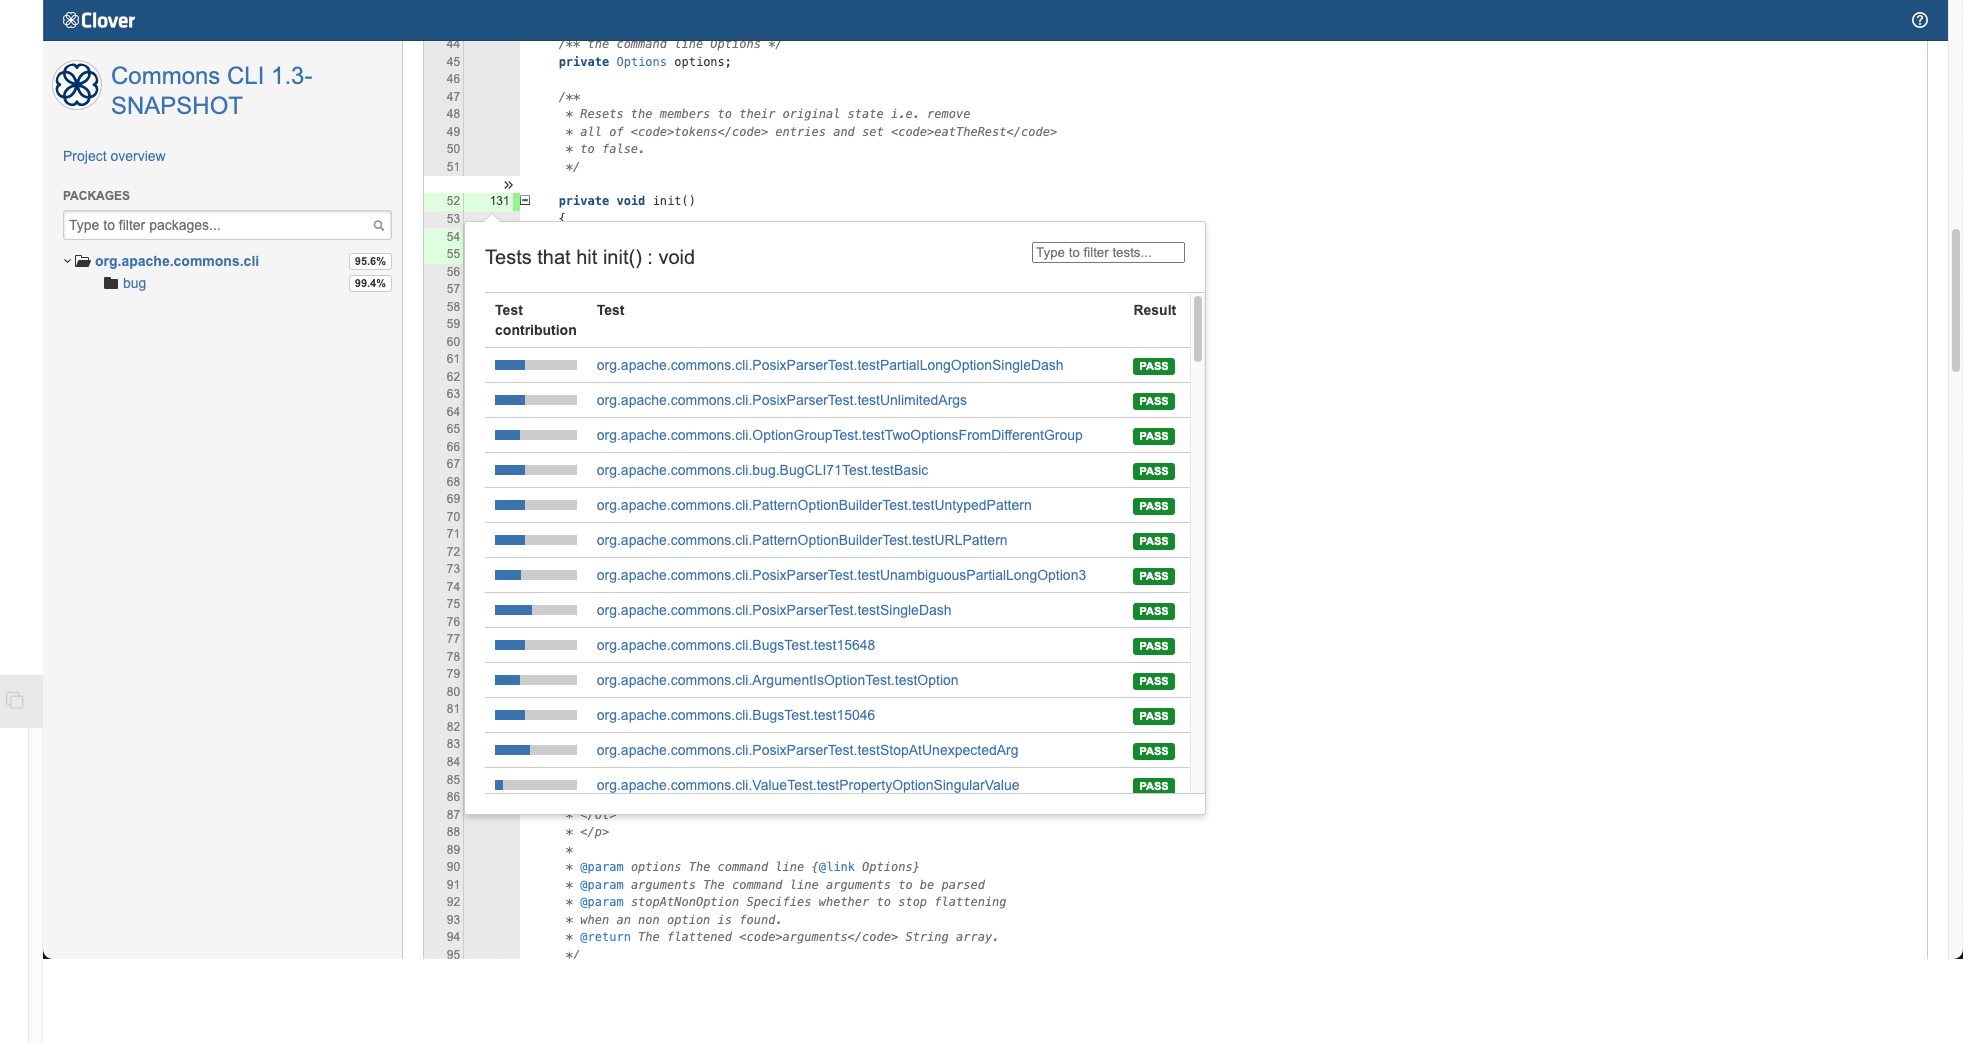 Clover
Commons CLI 1.3-
SNAPSHOT
Project overview
PACKAGES
Type to filter packages...
org.apache.commons.cli 95.6%
bug 99.4%
44 /** the command line Options */
45 private Options options;
46
47 /**
48 * Resets the members to their original state i.e. remove
49 * all of <code>tokens</code> entries and set <code>eatTheRest</code>
50 * to false.
51 */
»
52 131 private void init()
53 {
54
55
56
57
58
59
60
61
62
63
64
65
66
67
68
69
70
71
72
73
74
75
76
77
78
79
80
81
82
83
84
85
86
Tests that hit init() : void
Type to filter tests...
Test contribution Test Result
org.apache.commons.cli.PosixParserTest.testPartialLongOptionSingleDash PASS
org.apache.commons.cli.PosixParserTest.testUnlimitedArgs PASS
org.apache.commons.cli.OptionGroupTest.testTwoOptionsFromDifferentGroup PASS
org.apache.commons.cli.bug.BugCLI71Test.testBasic PASS
org.apache.commons.cli.PatternOptionBuilderTest.testUntypedPattern PASS
org.apache.commons.cli.PatternOptionBuilderTest.testURLPattern PASS
org.apache.commons.cli.PosixParserTest.testUnambiguousPartialLongOption3 PASS
org.apache.commons.cli.PosixParserTest.testSingleDash PASS
org.apache.commons.cli.BugsTest.test15648 PASS
org.apache.commons.cli.ArgumentIsOptionTest.testOption PASS
org.apache.commons.cli.BugsTest.test15046 PASS
org.apache.commons.cli.PosixParserTest.testStopAtUnexpectedArg PASS
org.apache.commons.cli.ValueTest.testPropertyOptionSingularValue PASS
87 * </ul>
88 * </p>
89 *
90 * @param options The command line {@link Options}
91 * @param arguments The command line arguments to be parsed
92 * @param stopAtNonOption Specifies whether to stop flattening
93 * when an non option is found.
94 * @return The flattened <code>arguments</code> String array.
95 */